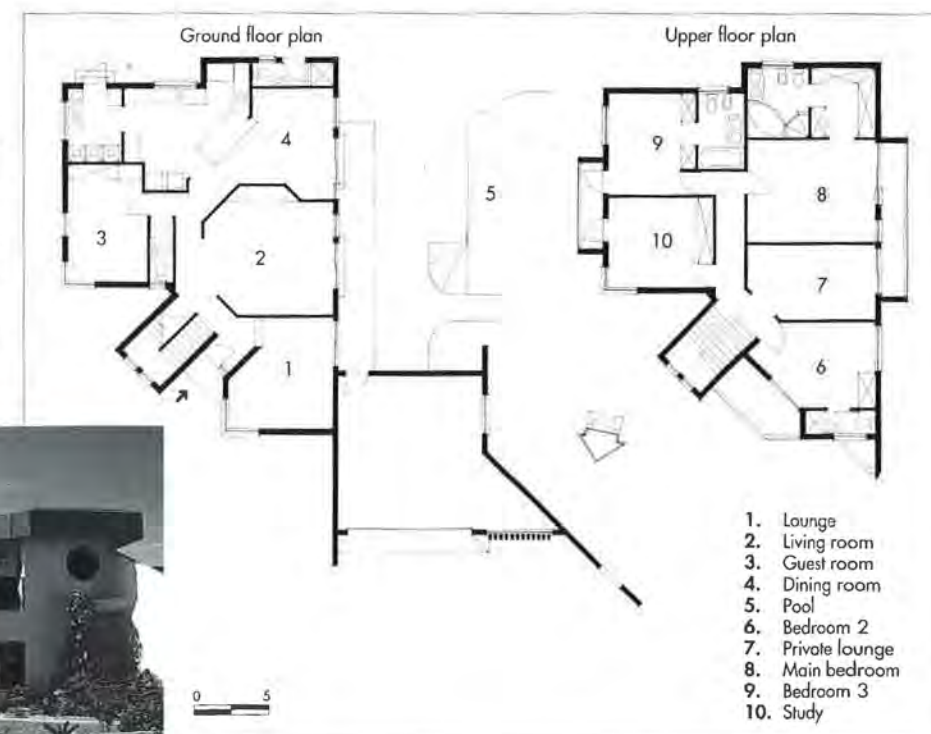 Ground floor plan
Upper floor plan
4
9
5
8
3
2
10
7
6
1
1. Lounge
2. Living room
3. Guest room
4. Dining room
5. Pool
6. Bedroom 2
7. Private lounge
8. Main bedroom
9. Bedroom 3
10. Study
0 5